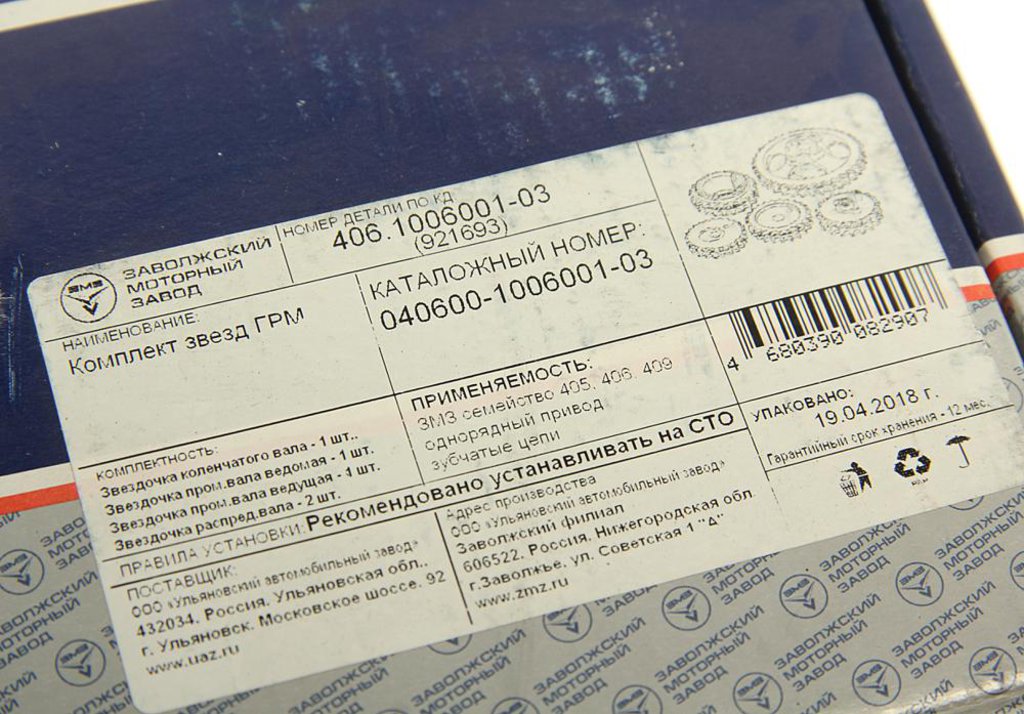 ЗМЗ
ЗАВОЛЖСКИЙ
МОТОРНЫЙ
ЗАВОД
НОМЕР ДЕТАЛИ ПО КД:
406.1006001-03
(921693)
НАИМЕНОВАНИЕ:
Комплект звезд ГРМ
КАТАЛОЖНЫЙ НОМЕР:
040600-1006001-03
4 680390 082907
КОМПЛЕКТНОСТЬ:
Звездочка коленчатого вала - 1 шт..
Звездочка пром.вала ведомая - 1 шт.
Звездочка пром.вала ведущая - 1 шт.
Звездочка распред.вала - 2 шт.
ПРИМЕНЯЕМОСТЬ:
ЗМЗ семейство 405, 406, 409
однорядный привод
зубчатые цепи
УПАКОВАНО:
19.04.2018 г.
Гарантийный срок хранения - 12 мес.
ПРАВИЛА УСТАНОВКИ: Рекомендовано устанавливать на СТО
ПОСТАВЩИК:
ООО «Ульяновский автомобильный завод»
432034, Россия, Ульяновская обл.,
г. Ульяновск, Московское шоссе, 92
www.uaz.ru
Адрес производства
ООО «Ульяновский автомобильный завод»
Заволжский филиал
606522, Россия, Нижегородская обл.
г.Заволжье, ул. Советская 1 "Д"
www.zmz.ru
ЗМЗ
ЗАВОЛЖСКИЙ
МОТОРНЫЙ
ЗАВОД